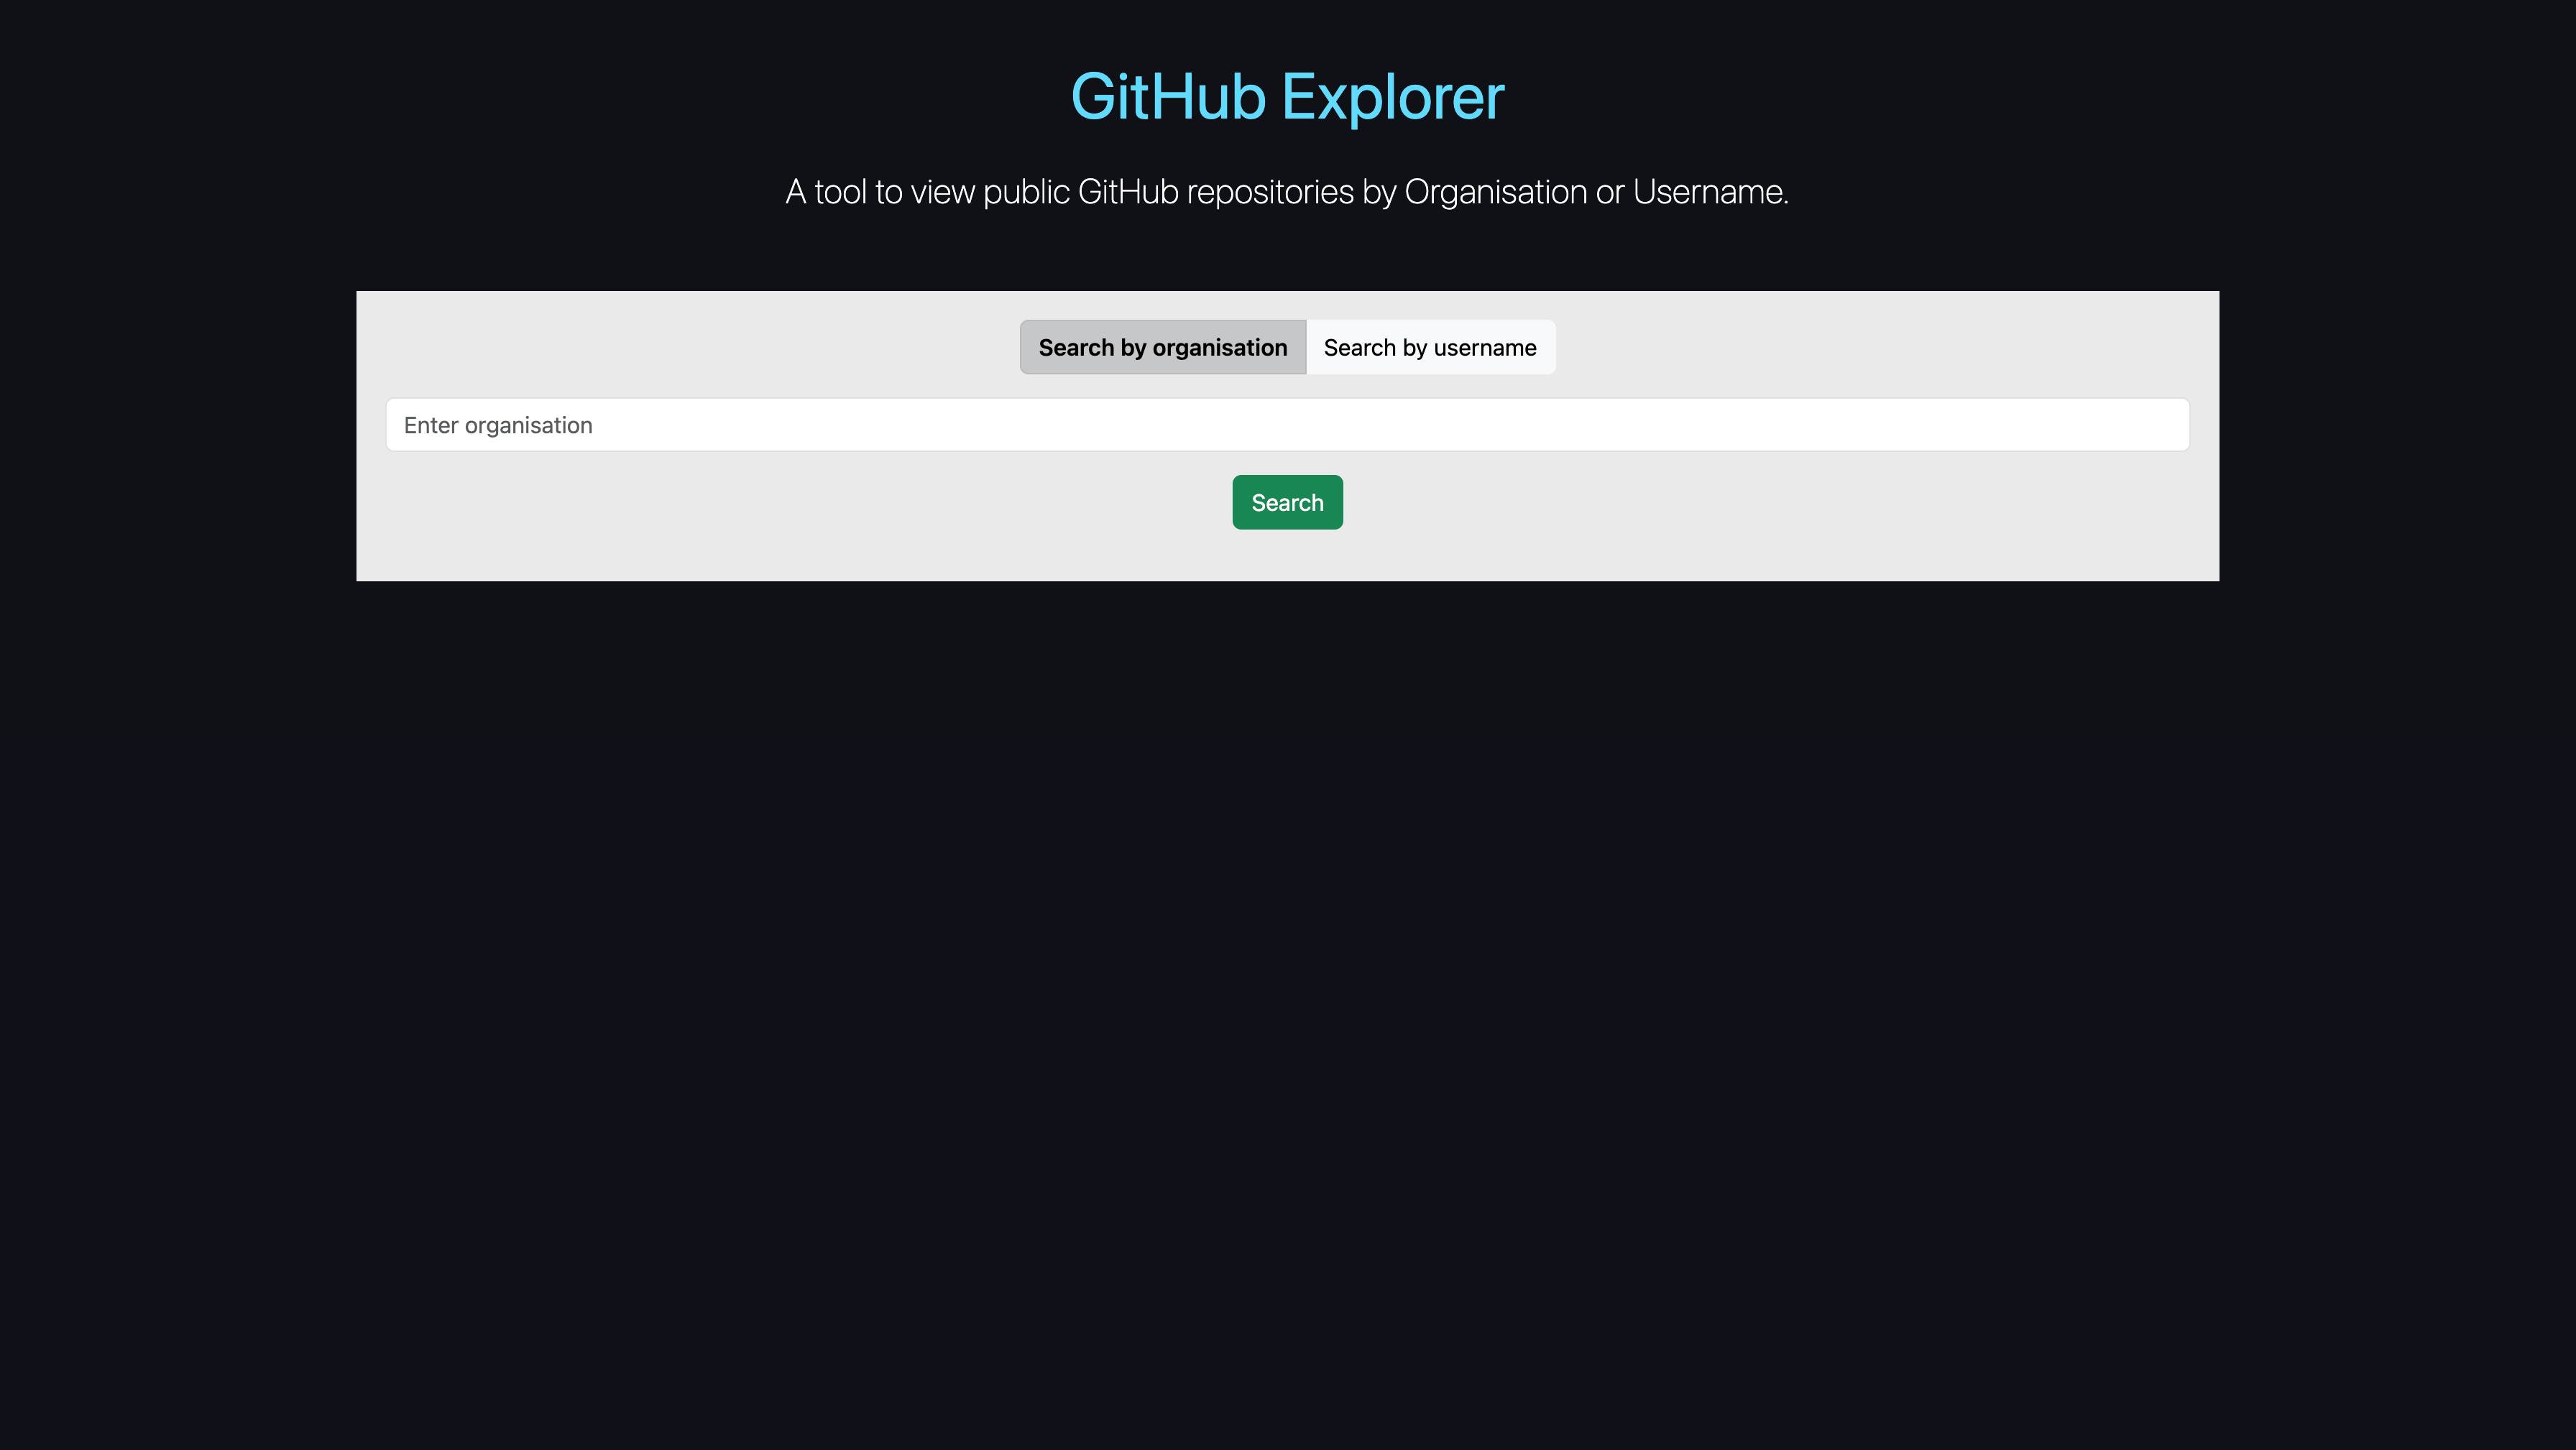 GitHub Explorer
A tool to view public GitHub repositories by Organisation or Username.
Search by organisation Search by username
Enter organisation
Search